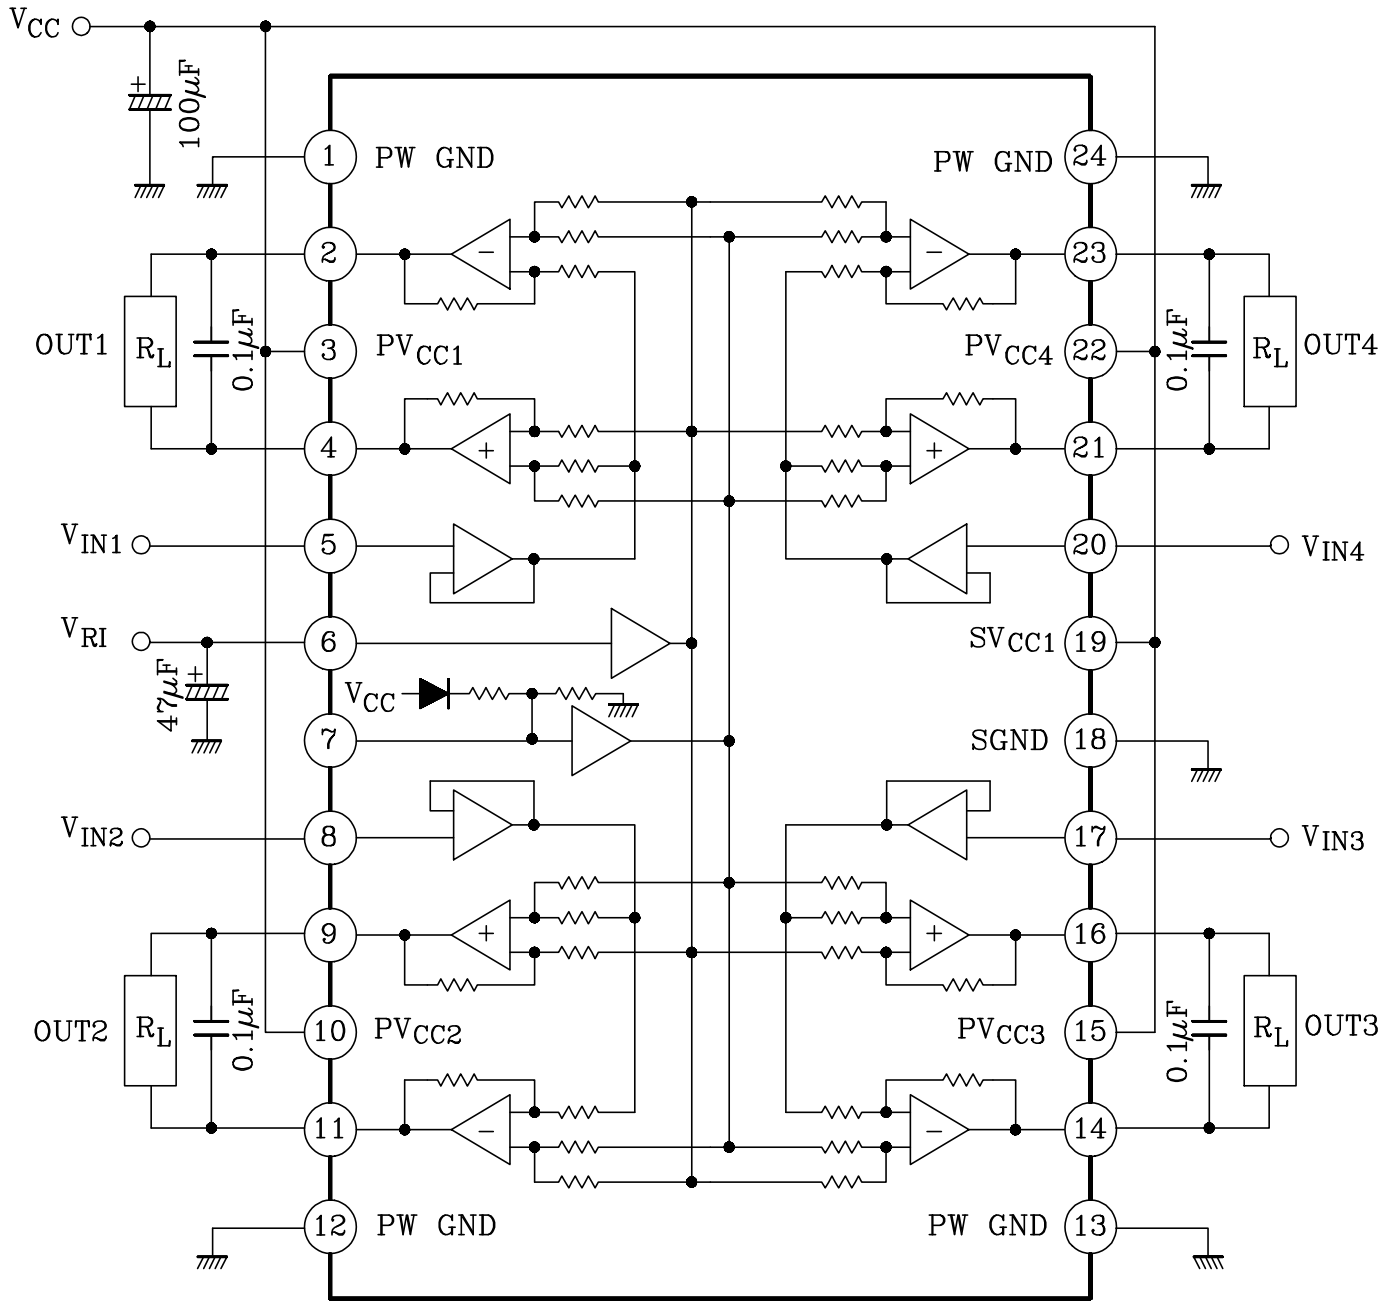 VCC
+
100μF
1 PW GND
PW GND 24
2
−
−
23
OUT1
RL
0.1μF
3 PVCC1
PVCC4 22
0.1μF
RL
OUT4
4
+
+
21
VIN1
5
20
VIN4
VRI
6
SVCC1 19
+
47μF
VCC
7
SGND 18
VIN2
8
17
VIN3
9
+
+
16
OUT2
RL
0.1μF
10 PVCC2
PVCC3 15
0.1μF
RL
OUT3
11
−
−
14
12 PW GND
PW GND 13